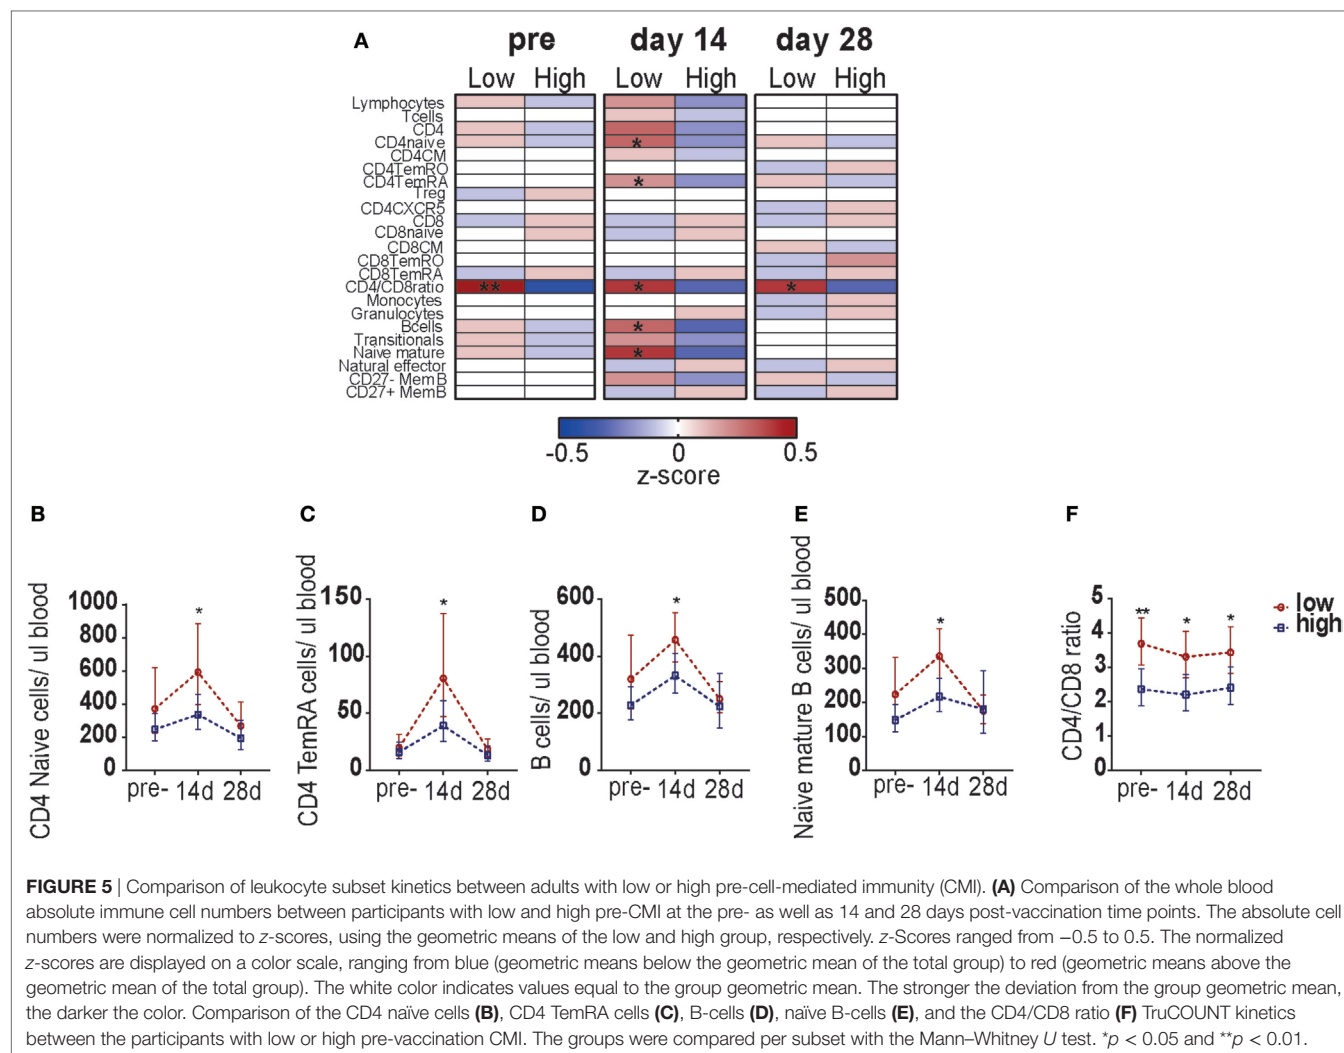 A
pre day 14 day 28
Low High Low High Low High
Lymphocytes
Tcells
CD4
CD4naive
CD4CM
CD4TemRO
CD4TemRA
*
*
Treg
CD4CXCR5
CD8
CD8naive
CD8CM
CD8TemRO
CD8TemRA
CD4/CD8ratio ** * *
Monocytes
Granulocytes
Bcells *
Transitionals
Naive mature *
Natural effector
CD27- MemB
CD27+ MemB
-0.5 0 0.5
z-score
B
CD4 Naive cells/ ul blood
1000
800
600
400
200
0
*
pre- 14d 28d
C
CD4 TemRA cells/ ul blood
150
100
50
0
*
pre- 14d 28d
D
B cells/ ul blood
600
400
200
0
*
pre- 14d 28d
E
Naive mature B cells/ ul blood
500
400
300
200
100
0
*
pre- 14d 28d
F
CD4/CD8 ratio
5
4
3
2
1
0
** * *
pre- 14d 28d
low
high
FIGURE 5 | Comparison of leukocyte subset kinetics between adults with low or high pre-cell-mediated immunity (CMI). (A) Comparison of the whole blood
absolute immune cell numbers between participants with low and high pre-CMI at the pre- as well as 14 and 28 days post-vaccination time points. The absolute cell
numbers were normalized to z-scores, using the geometric means of the low and high group, respectively. z-Scores ranged from −0.5 to 0.5. The normalized
z-scores are displayed on a color scale, ranging from blue (geometric means below the geometric mean of the total group) to red (geometric means above the
geometric mean of the total group). The white color indicates values equal to the group geometric mean. The stronger the deviation from the group geometric mean,
the darker the color. Comparison of the CD4 naïve cells (B), CD4 TemRA cells (C), B-cells (D), naïve B-cells (E), and the CD4/CD8 ratio (F) TruCOUNT kinetics
between the participants with low or high pre-vaccination CMI. The groups were compared per subset with the Mann–Whitney U test. *p < 0.05 and **p < 0.01.